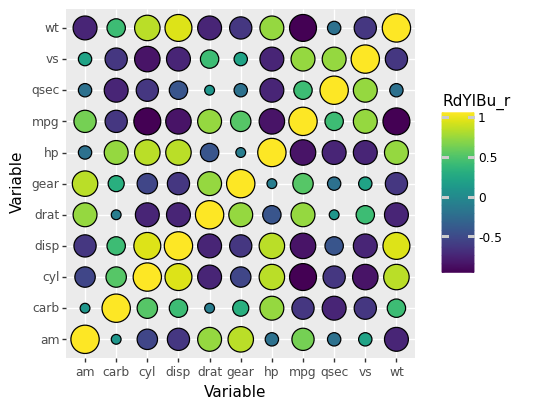 wt
vs
qsec
mpg
hp
gear
drat
disp
cyl
carb
am
Variable
am carb cyl disp drat gear hp mpg qsec vs wt
Variable
RdYlBu_r
1
0.5
0
-0.5